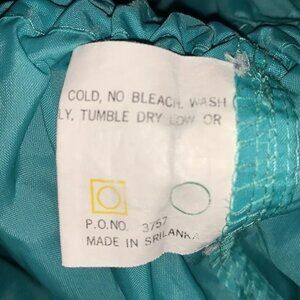 COLD, NO BLEACH, WASH
LY, TUMBLE DRY LOW OR
P.O.NO. 3757
MADE IN SRILANKA